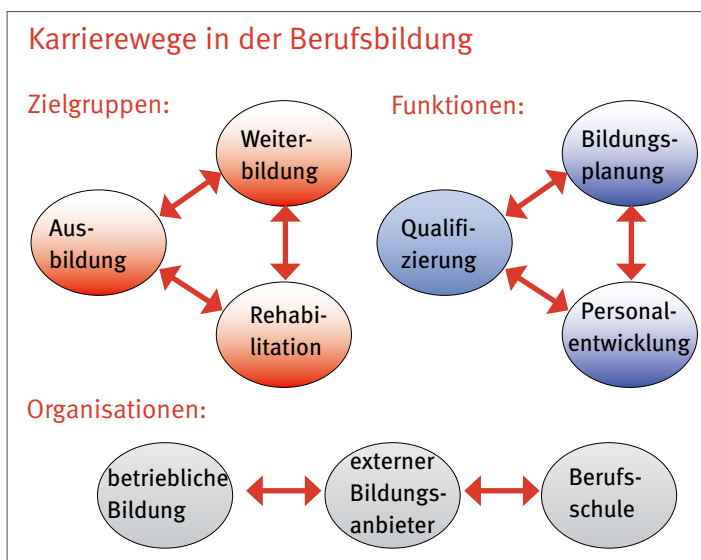 Karrierewege in der Berufsbildung
Zielgruppen:
Weiter-
bildung
Aus-
bildung
Rehabi-
litation
Funktionen:
Bildungs-
planung
Qualifi-
zierung
Personal-
entwicklung
Organisationen:
betriebliche
Bildung
externer
Bildungs-
anbieter
Berufs-
schule